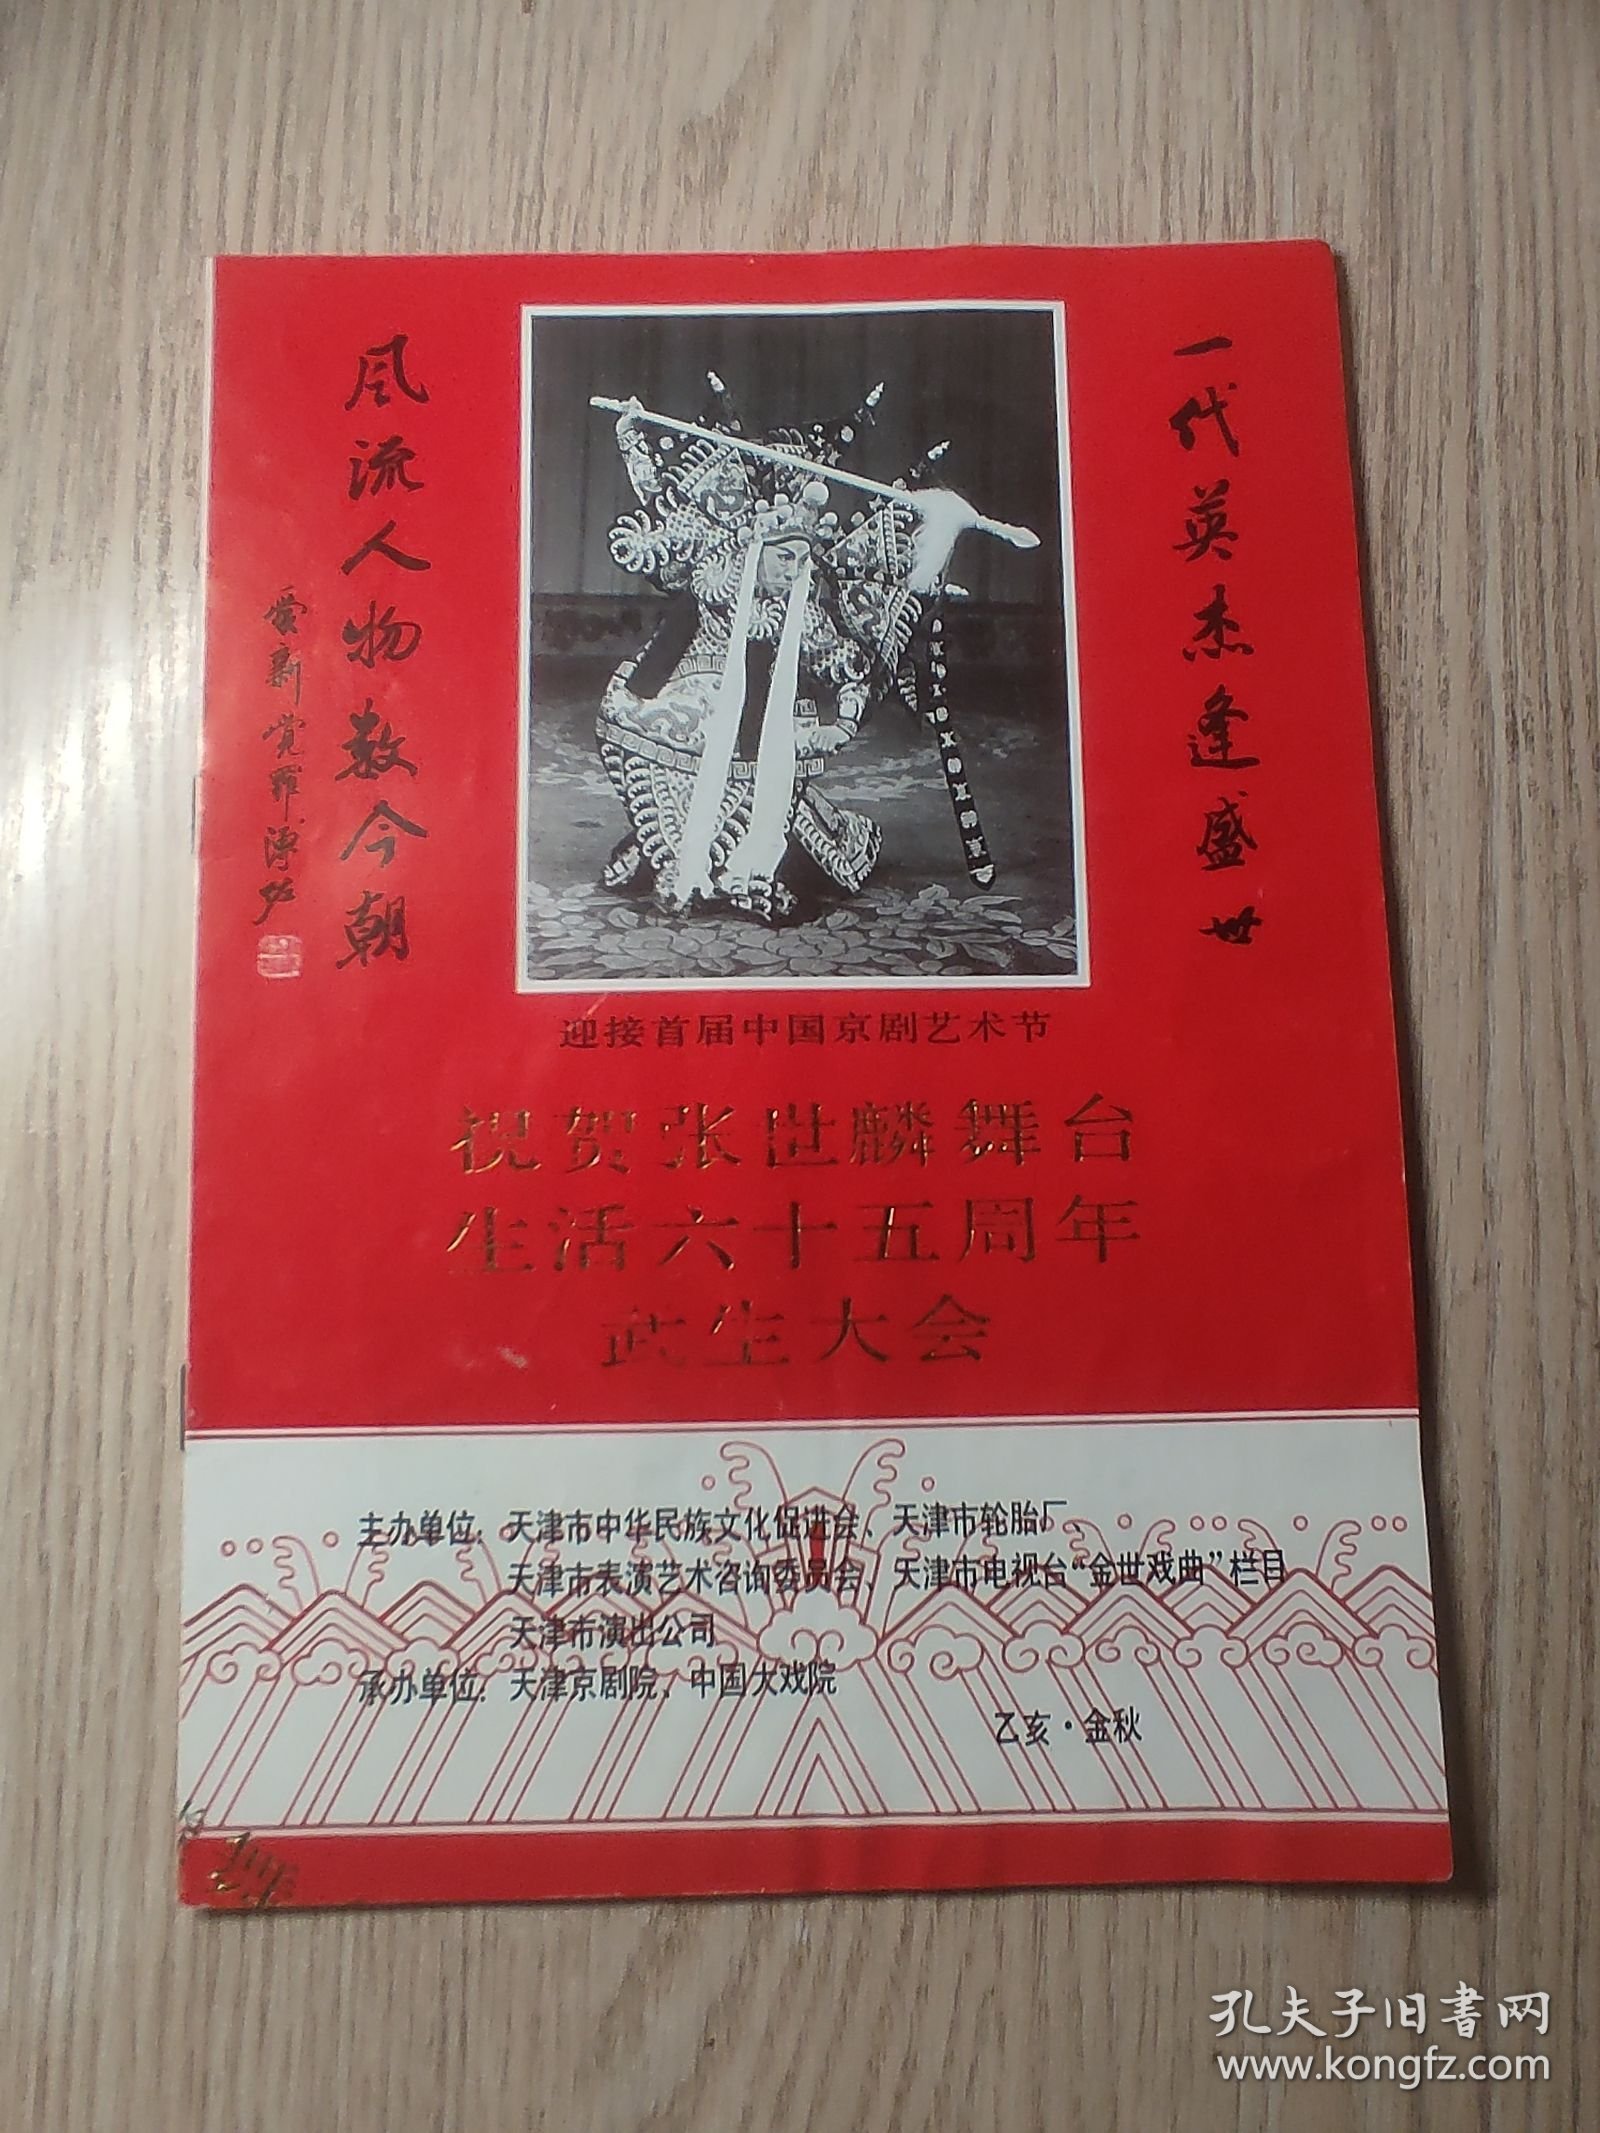 一代英杰逢盛世
风流人物数今朝
爱新觉罗溥佐
迎接首届中国京剧艺术节
祝贺张世麟舞台
生活六十五周年
武生大会
主办单位：天津市中华民族文化促进会、天津市轮胎厂、
天津市表演艺术咨询委员会、天津市电视台“金世戏曲”栏目
天津市演出公司
承办单位：天津京剧院、中国大戏院
乙亥·金秋
孔夫子旧书网
www.kongfz.com